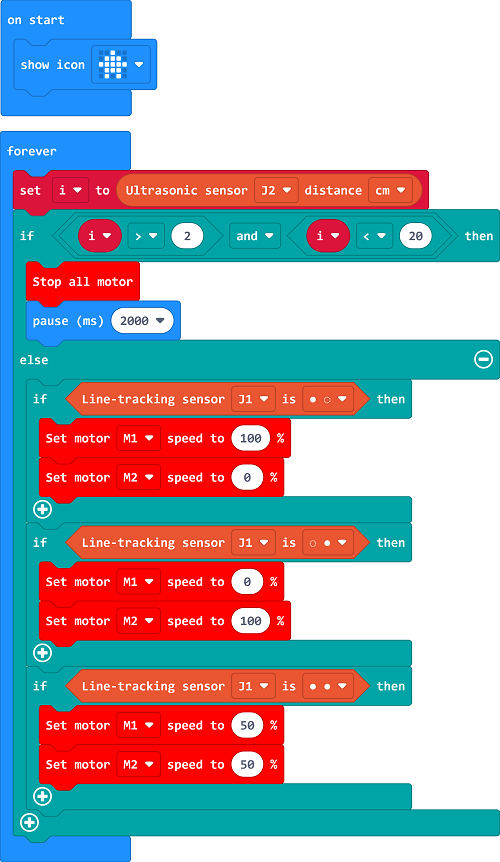 on start
show icon
forever
set i to Ultrasonic sensor J2 distance cm
if i > 2 and i < 20 then
Stop all motor
pause (ms) 2000
else
if Line-tracking sensor J1 is ● ○ then
Set motor M1 speed to 100 %
Set motor M2 speed to 0 %
if Line-tracking sensor J1 is ○ ● then
Set motor M1 speed to 0 %
Set motor M2 speed to 100 %
if Line-tracking sensor J1 is ● ● then
Set motor M1 speed to 50 %
Set motor M2 speed to 50 %